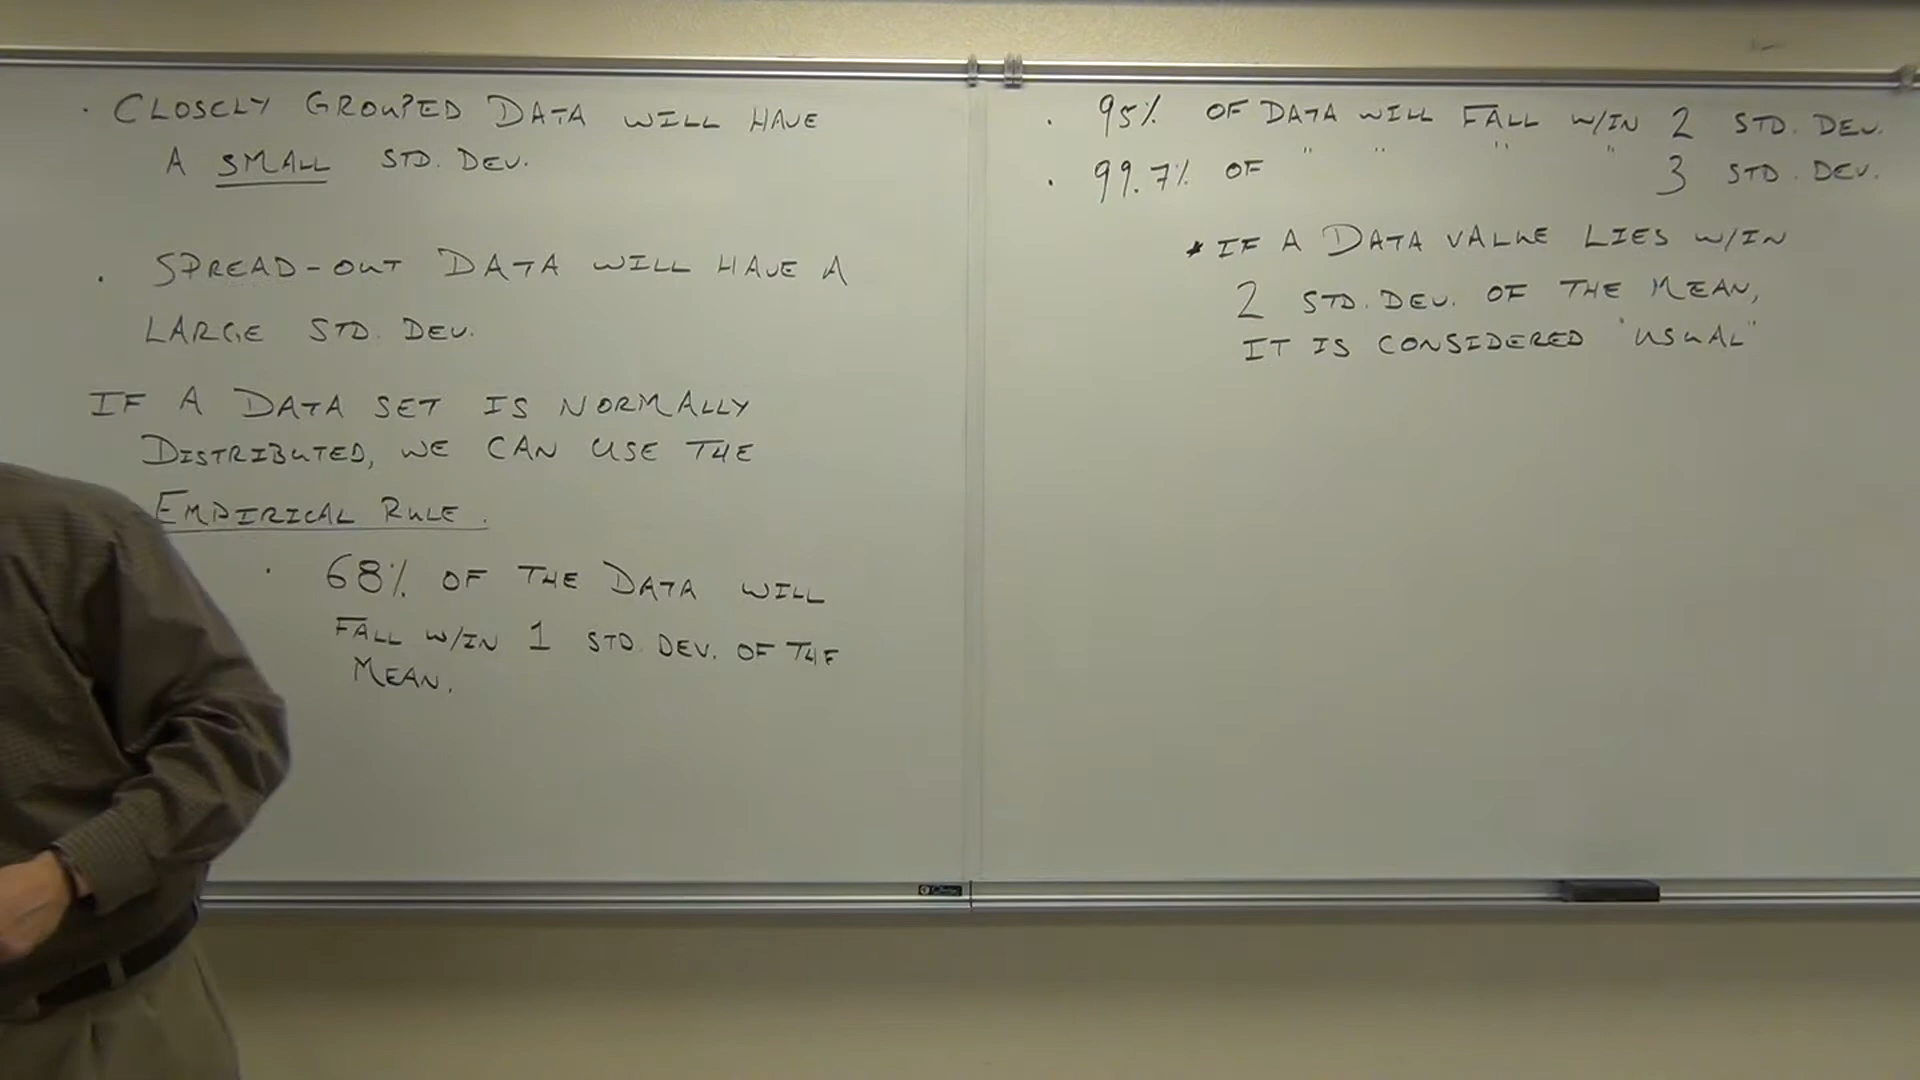 · CLOSELY GROUPED DATA WILL HAVE
A SMALL STD. DEV.
· SPREAD-OUT DATA WILL HAVE A
LARGE STD. DEV.
IF A DATA SET IS NORMALLY
DISTRIBUTED, WE CAN USE THE
EMPIRICAL RULE.
· 68% OF THE DATA WILL
FALL W/IN 1 STD. DEV. OF THE
MEAN.
· 95% OF DATA WILL FALL W/IN 2 STD. DEV.
· 99.7% OF " " " " 3 STD. DEV.
* IF A DATA VALUE LIES W/IN
2 STD. DEV. OF THE MEAN,
IT IS CONSIDERED "USUAL"